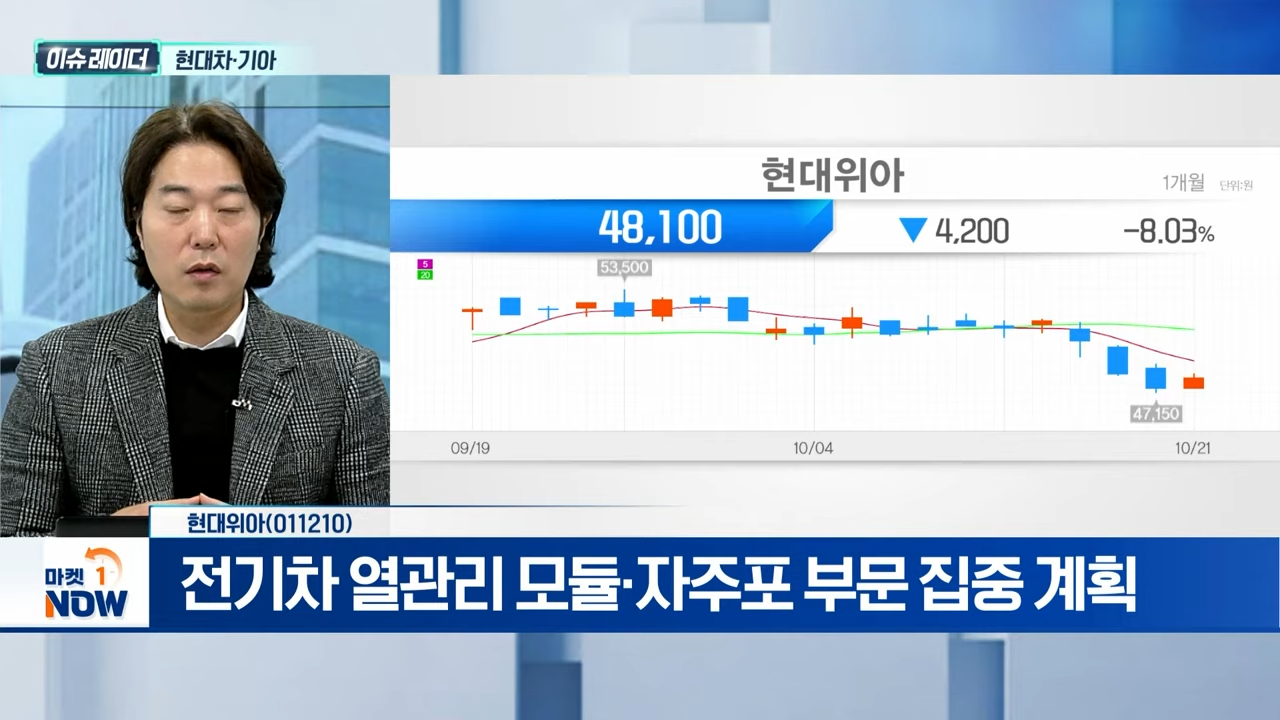 이슈 레이더 현대차·기아
현대위아
1개월 단위:원
48,100 ▼4,200 -8.03%
5
20
53,500
47,150
09/19 10/04 10/21
현대위아(011210)
마켓 1
NOW
전기차 열관리 모듈·자주포 부문 집중 계획